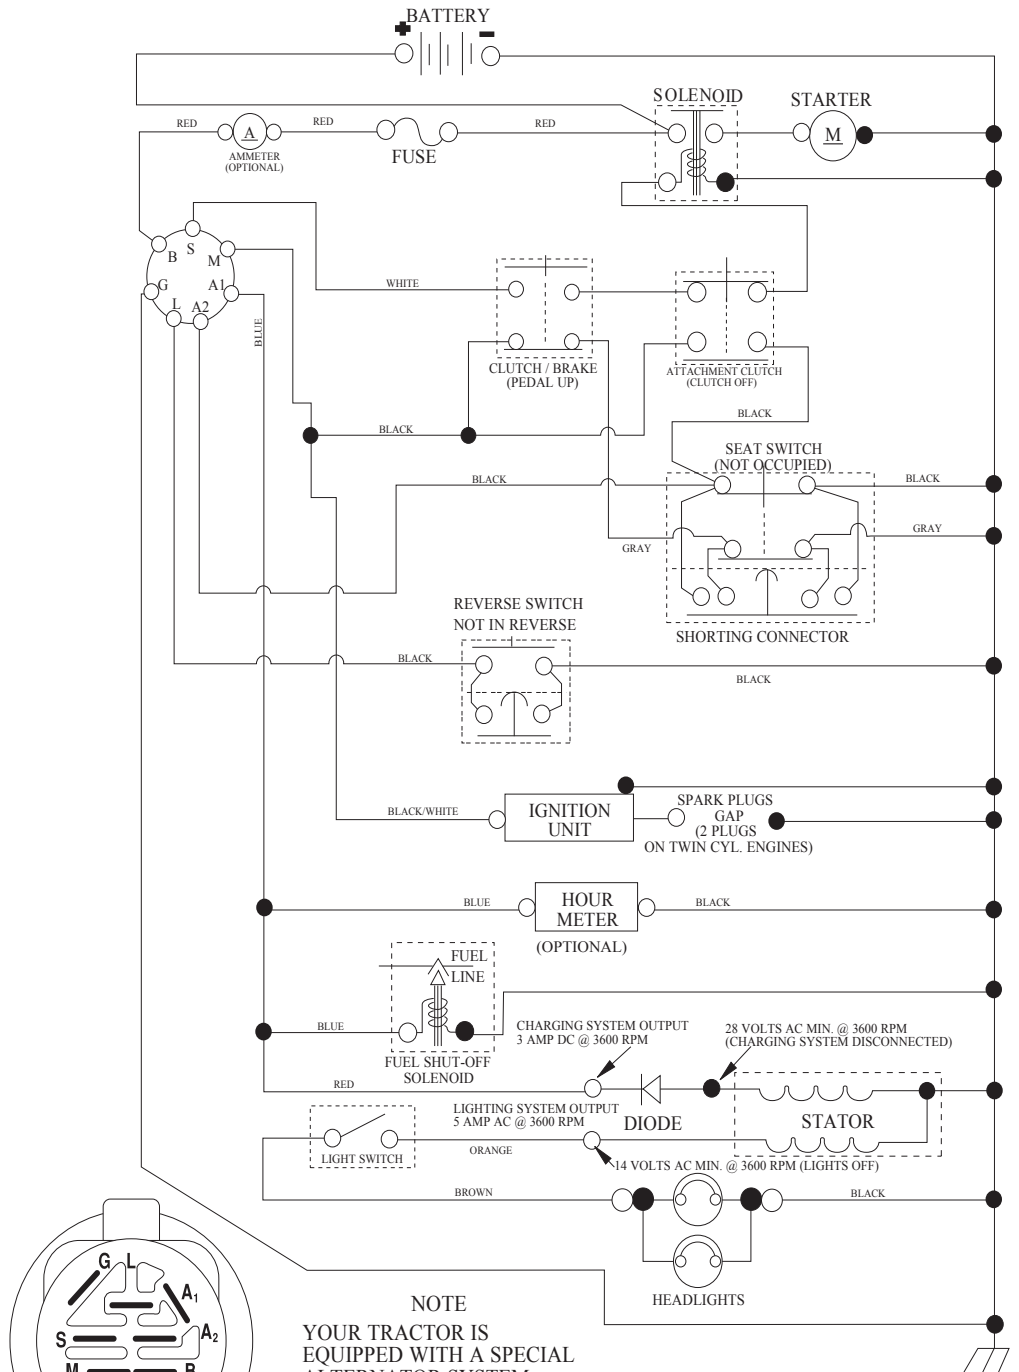 BATTERY
SOLENOID
STARTER
RED
A
RED
RED
M
AMMETER
(OPTIONAL)
FUSE
S
B
M
G
A1
L
A2
BLUE
WHITE
CLUTCH / BRAKE
(PEDAL UP)
ATTACHMENT CLUTCH
(CLUTCH OFF)
BLACK
BLACK
SEAT SWITCH
(NOT OCCUPIED)
BLACK
BLACK
GRAY
GRAY
REVERSE SWITCH
NOT IN REVERSE
SHORTING CONNECTOR
BLACK
BLACK
BLACK/WHITE
IGNITION
UNIT
SPARK PLUGS
GAP
(2 PLUGS
ON TWIN CYL. ENGINES)
BLUE
HOUR
METER
BLACK
(OPTIONAL)
FUEL
LINE
BLUE
FUEL SHUT-OFF
SOLENOID
CHARGING SYSTEM OUTPUT
3 AMP DC @ 3600 RPM
28 VOLTS AC MIN. @ 3600 RPM
(CHARGING SYSTEM DISCONNECTED)
RED
DIODE
STATOR
LIGHTING SYSTEM OUTPUT
5 AMP AC @ 3600 RPM
LIGHT SWITCH
ORANGE
14 VOLTS AC MIN. @ 3600 RPM (LIGHTS OFF)
BROWN
BLACK
HEADLIGHTS
G
L
A1
S
A2
M
B
NOTE
YOUR TRACTOR IS
EQUIPPED WITH A SPECIAL
ALTERNATOR SYSTEM